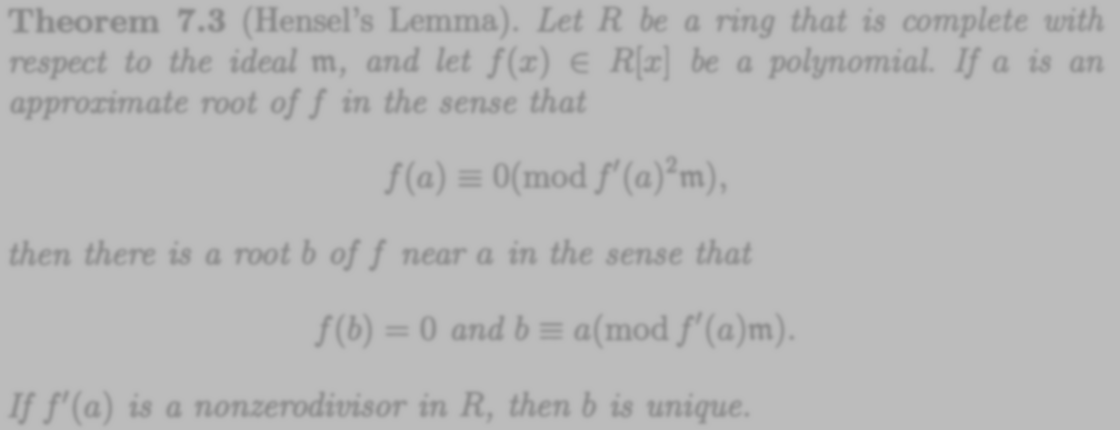 Theorem 7.3 (Hensel's Lemma). Let R be a ring that is complete with
respect to the ideal 𝔪, and let f(x) ∈ R[x] be a polynomial. If a is an
approximate root of f in the sense that
f(a) ≡ 0(mod f′(a)²𝔪),
then there is a root b of f near a in the sense that
f(b) = 0 and b ≡ a(mod f′(a)𝔪).
If f′(a) is a nonzerodivisor in R, then b is unique.